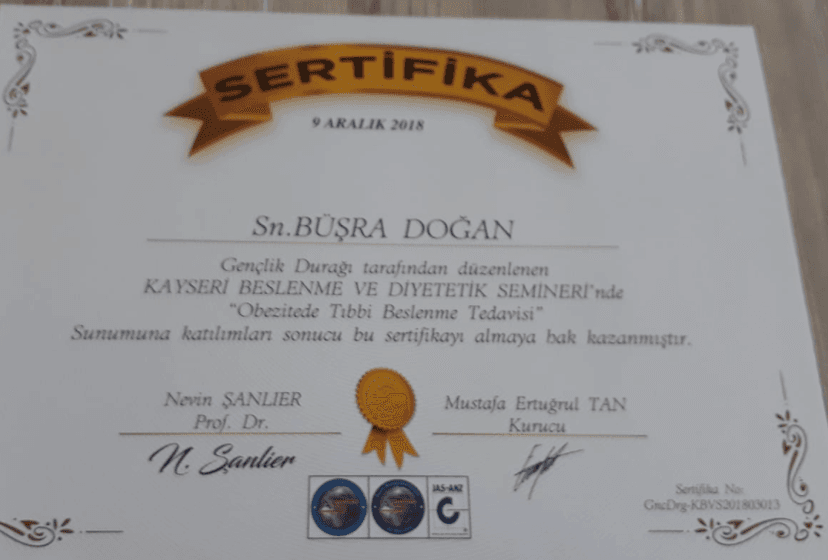 SERTİFİKA
9 ARALIK 2018
Sn.BÜŞRA DOĞAN
Gençlik Durağı tarafından düzenlenen
KAYSERİ BESLENME VE DİYETETİK SEMİNERİ'nde
"Obezitede Tıbbi Beslenme Tedavisi"
Sunumuna katılımları sonucu bu sertifikayı almaya hak kazanmıştır.
Nevin ŞANLIER
Prof. Dr.
N. Şanlier
Mustafa Ertuğrul TAN
Kurucu
JAS-ANZ
Sertifika No:
GncDrg-KBVS201803013